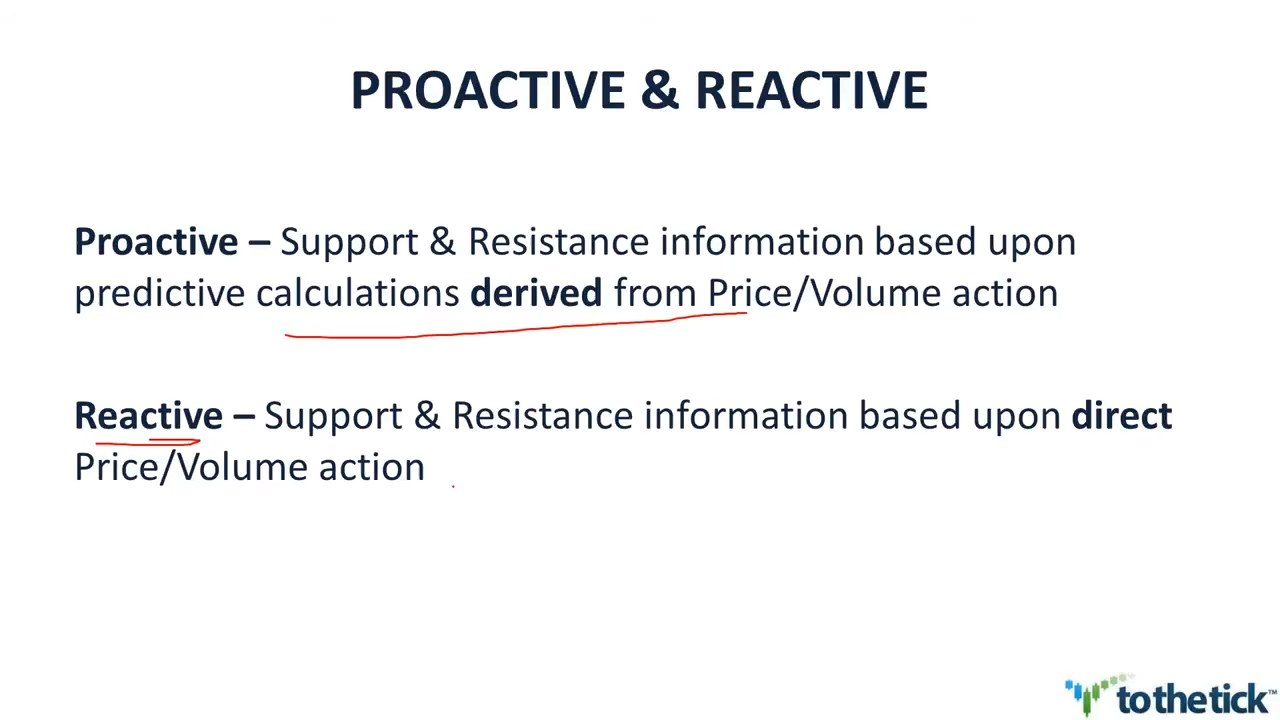 PROACTIVE & REACTIVE
Proactive – Support & Resistance information based upon
predictive calculations derived from Price/Volume action
Reactive – Support & Resistance information based upon direct
Price/Volume action
tothetick™